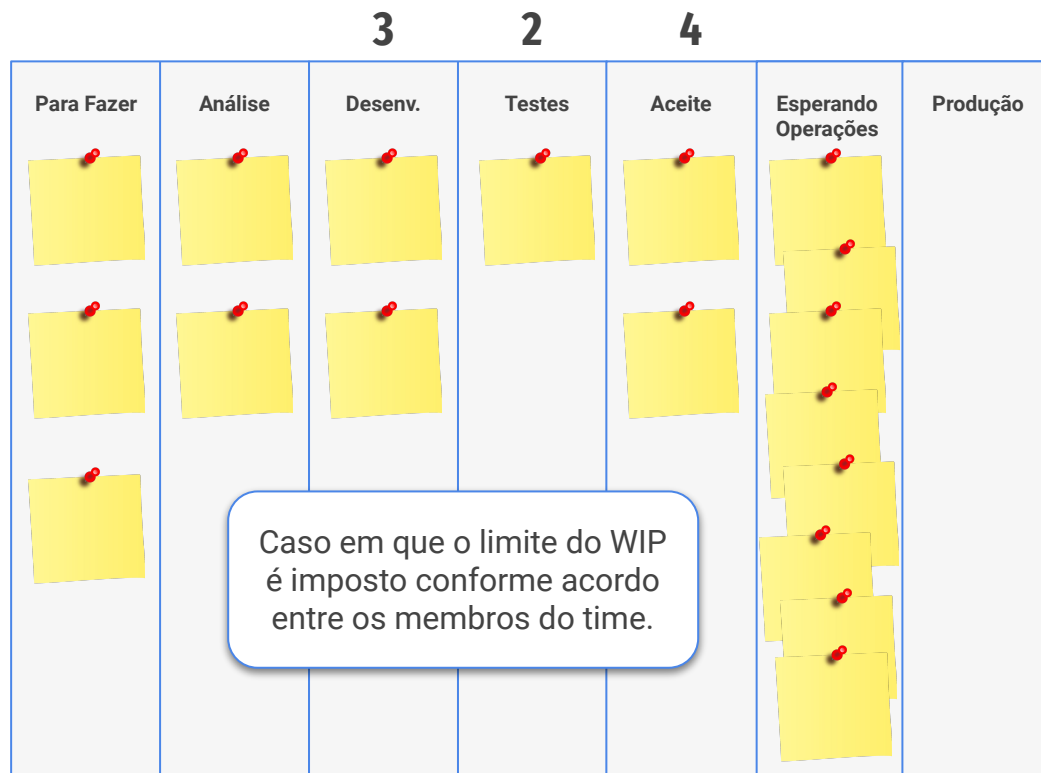 3
2
4
Para Fazer
Análise
Desenv.
Testes
Aceite
Esperando
Operações
Produção
Caso em que o limite do WIP
é imposto conforme acordo
entre os membros do time.